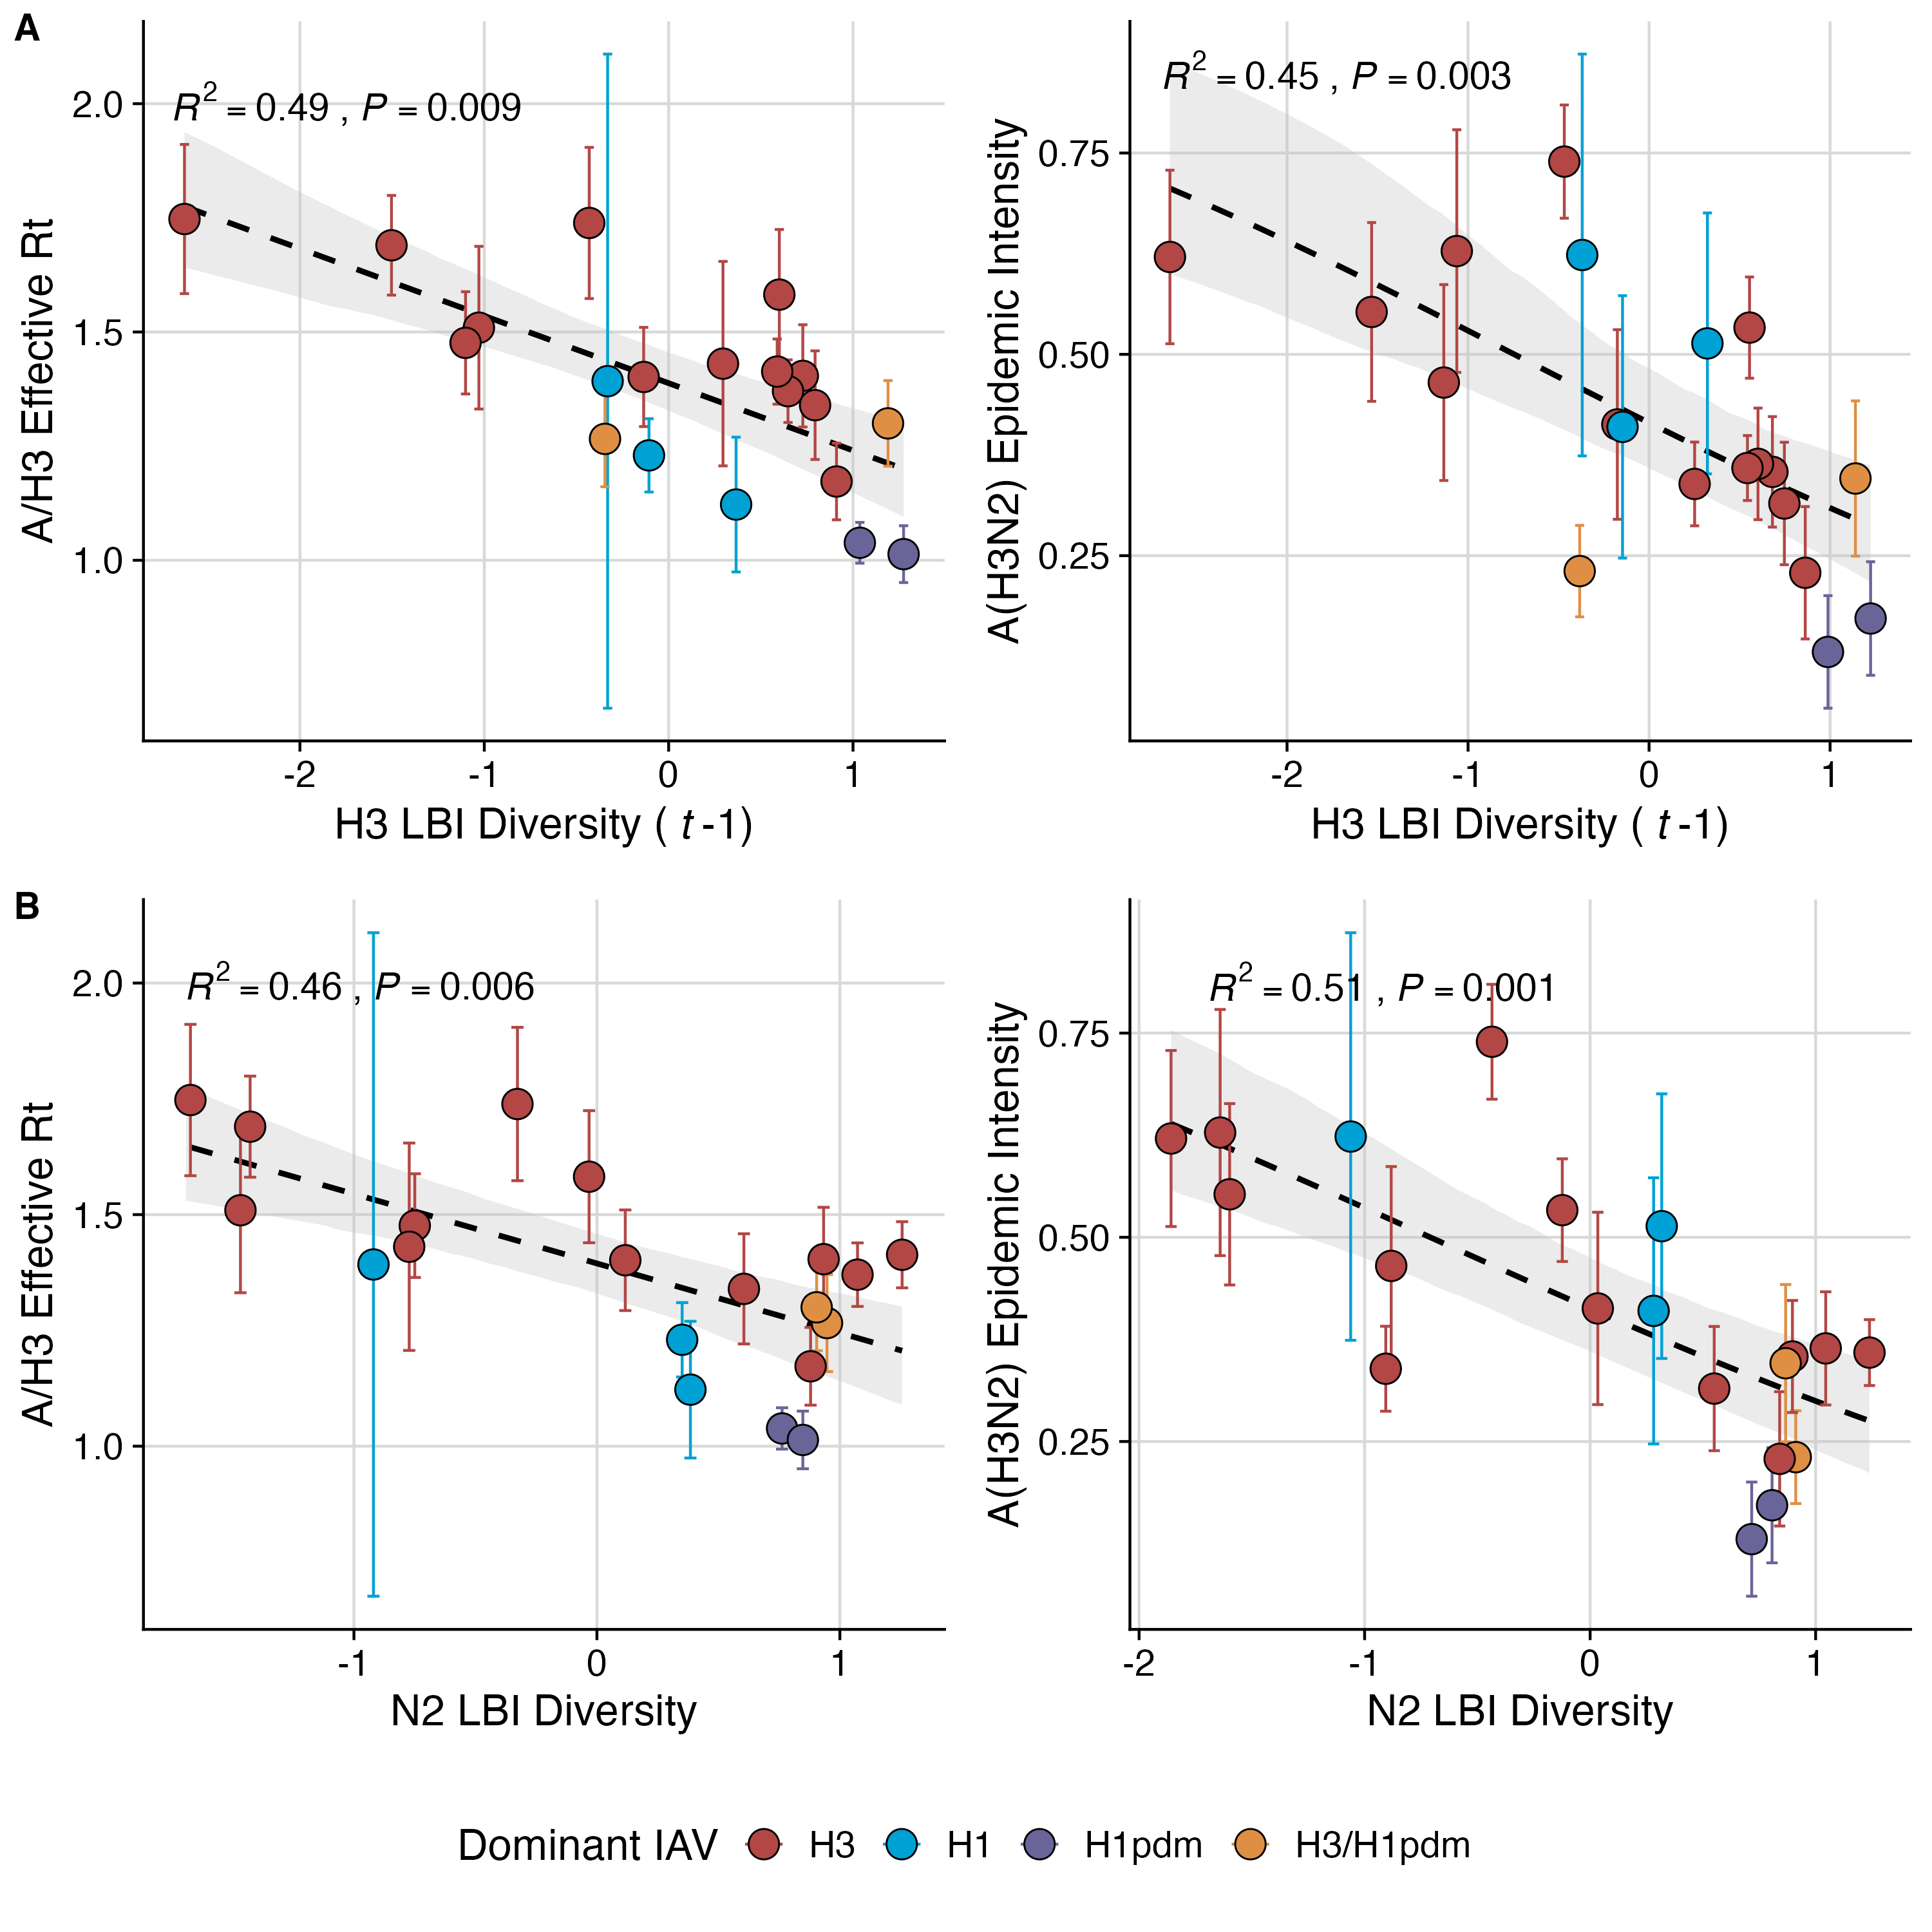 A
R2 = 0.49 , P = 0.009
A/H3 Effective Rt
2.0
1.5
1.0
-2 -1 0 1
H3 LBI Diversity ( t -1)
R2 = 0.45 , P = 0.003
A(H3N2) Epidemic Intensity
0.75
0.50
0.25
-2 -1 0 1
H3 LBI Diversity ( t -1)
B
R2 = 0.46 , P = 0.006
A/H3 Effective Rt
2.0
1.5
1.0
-1 0 1
N2 LBI Diversity
R2 = 0.51 , P = 0.001
A(H3N2) Epidemic Intensity
0.75
0.50
0.25
-2 -1 0 1
N2 LBI Diversity
Dominant IAV H3 H1 H1pdm H3/H1pdm